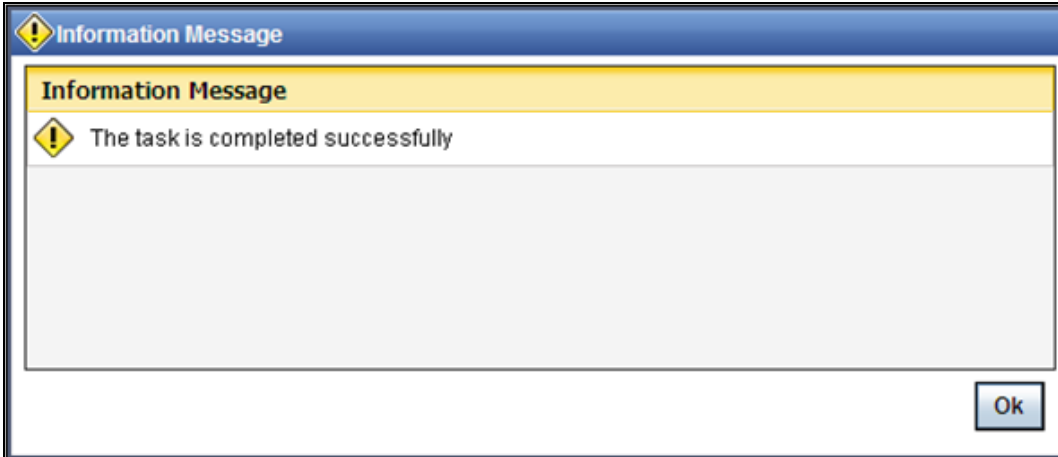 Information Message
Information Message
The task is completed successfully
Ok